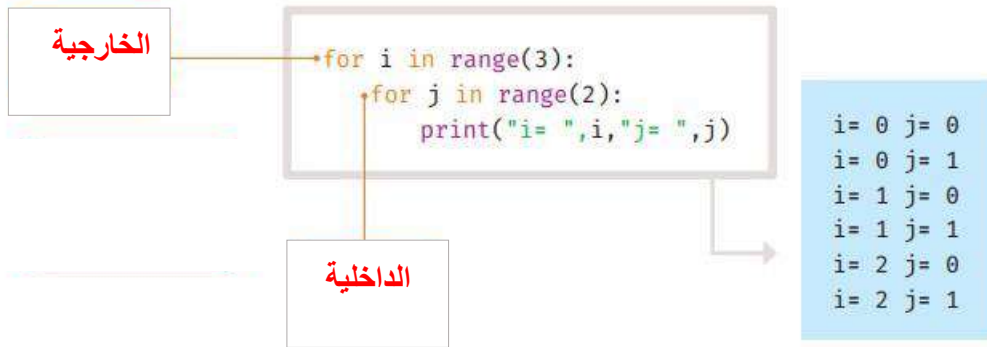 الخارجية
for i in range(3):
for j in range(2):
print("i= ",i,"j= ",j)
الداخلية
i= 0 j= 0
i= 0 j= 1
i= 1 j= 0
i= 1 j= 1
i= 2 j= 0
i= 2 j= 1